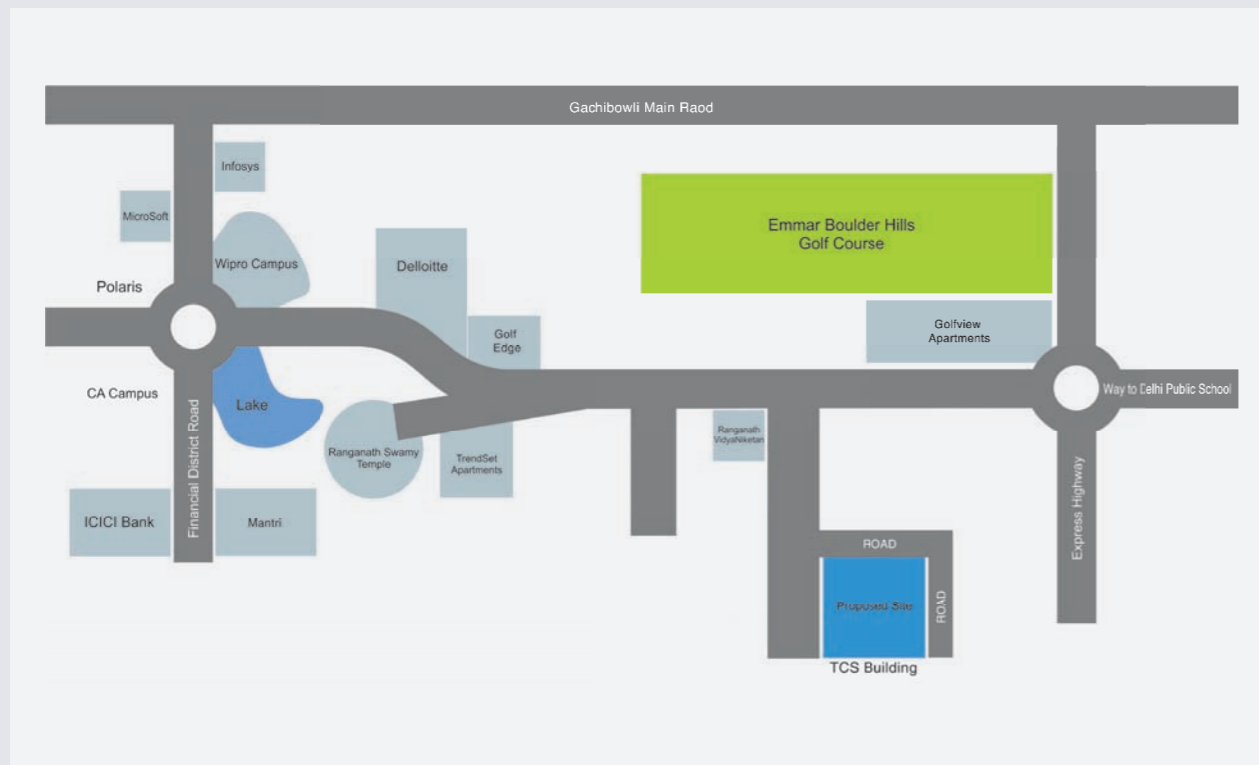 Gachibowli Main Raod
Infosys
MicroSoft
Wipro Campus
Polaris
Delloitte
Emmar Boulder Hills
Golf Course
Golf
Edge
Golfview
Apartments
CA Campus
Lake
Way to Delhi Public School
Financial District Road
Ranganath Swamy
Temple
TrendSet
Apartments
Ranganath
VidyaNiketan
ICICI Bank
Mantri
Express Highway
ROAD
Proposed Site
ROAD
TCS Building